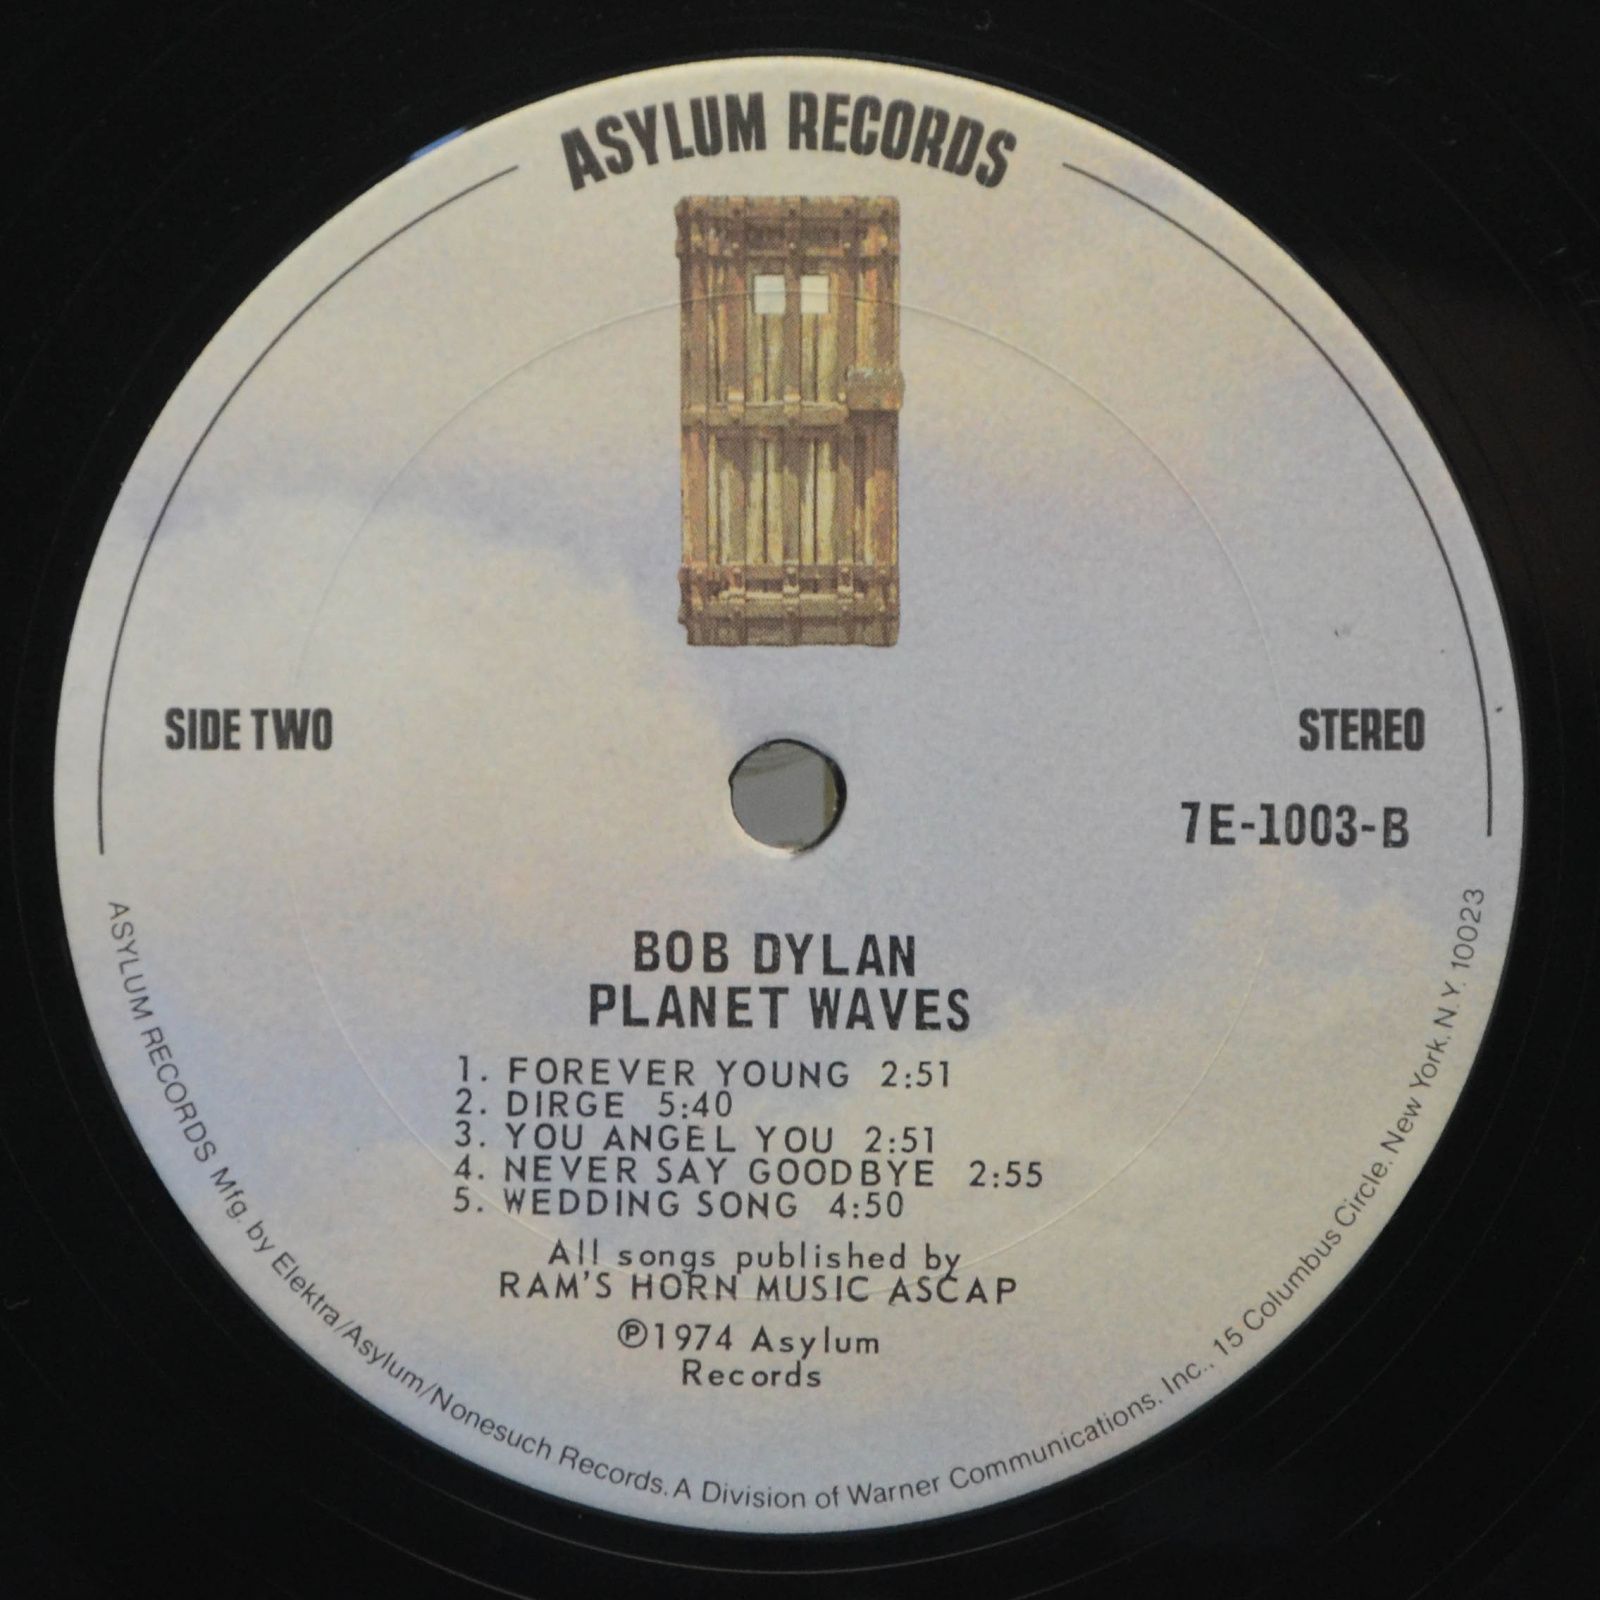 ASYLUM RECORDS
SIDE TWO
STEREO
7E-1003-B
BOB DYLAN
PLANET WAVES
1. FOREVER YOUNG 2:51
2. DIRGE 5:40
3. YOU ANGEL YOU 2:51
4. NEVER SAY GOODBYE 2:55
5. WEDDING SONG 4:50
All songs published by
RAM'S HORN MUSIC ASCAP
℗1974 Asylum
Records
ASYLUM RECORDS Mfg. by Elektra/Asylum/Nonesuch Records. A Division of Warner Communications. Inc., 15 Columbus Circle. New York. N.Y. 10023